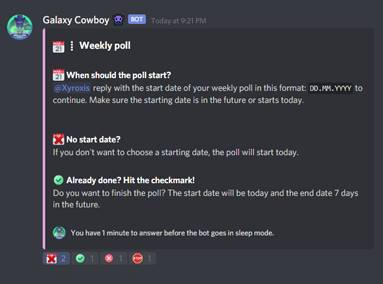 Galaxy Cowboy BOT Today at 9:21 PM
Weekly poll
When should the poll start?
@Xyroxis reply with the start date of your weekly poll in this format: DD.MM.YYYY to
continue. Make sure the starting date is in the future or starts today.
No start date?
If you don't want to choose a starting date, the poll will start today.
Already done? Hit the checkmark!
Do you want to finish the poll? The start date will be today and the end date 7 days
in the future.
You have 1 minute to answer before the bot goes in sleep mode.
2 1 1 1